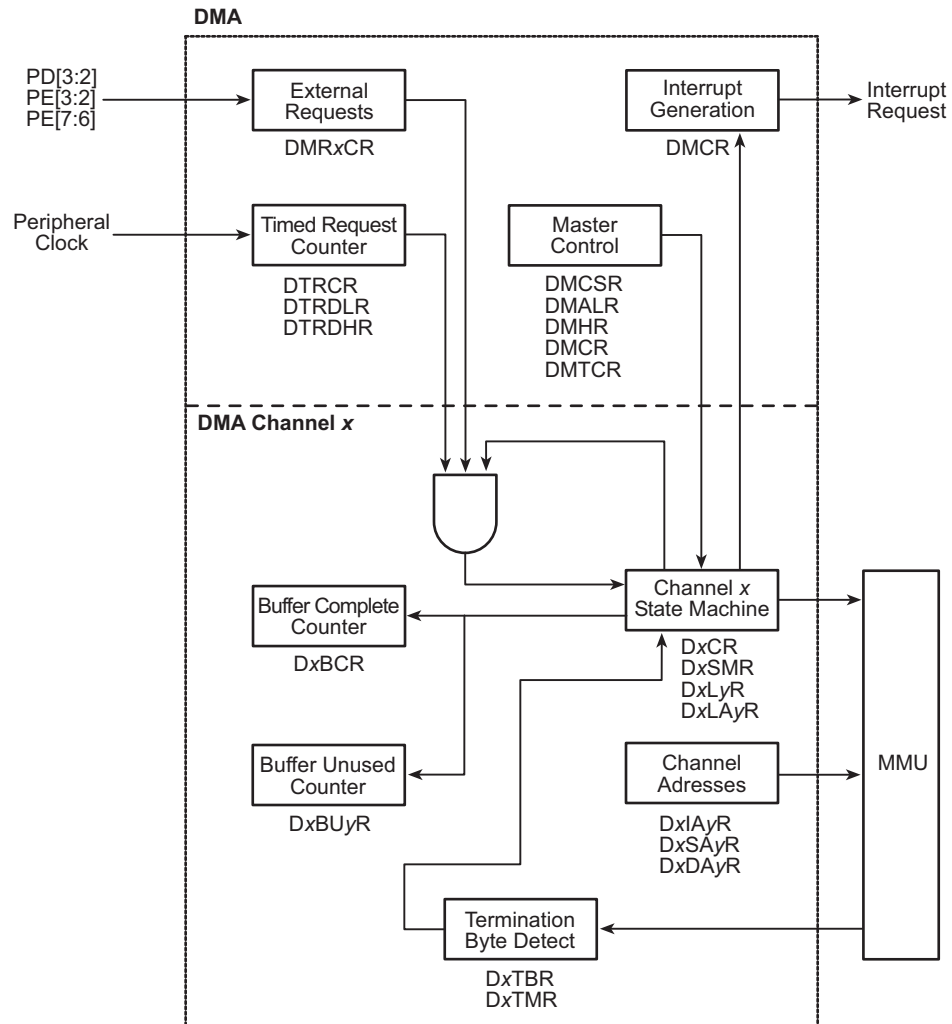 DMA
PD[3:2]
PE[3:2]
PE[7:6]
External
Requests
DMRxCR
Interrupt
Generation
DMCR
Interrupt
Request
Peripheral
Clock
Timed Request
Counter
DTRCR
DTRDLR
DTRDHR
Master
Control
DMCSR
DMALR
DMHR
DMCR
DMTCR
DMA Channel x
Buffer Complete
Counter
DxBCR
Channel x
State Machine
DxCR
DxSMR
DxLyR
DxLAyR
Buffer Unused
Counter
DxBUyR
Channel
Adresses
DxIAyR
DxSAyR
DxDAyR
MMU
Termination
Byte Detect
DxTBR
DxTMR